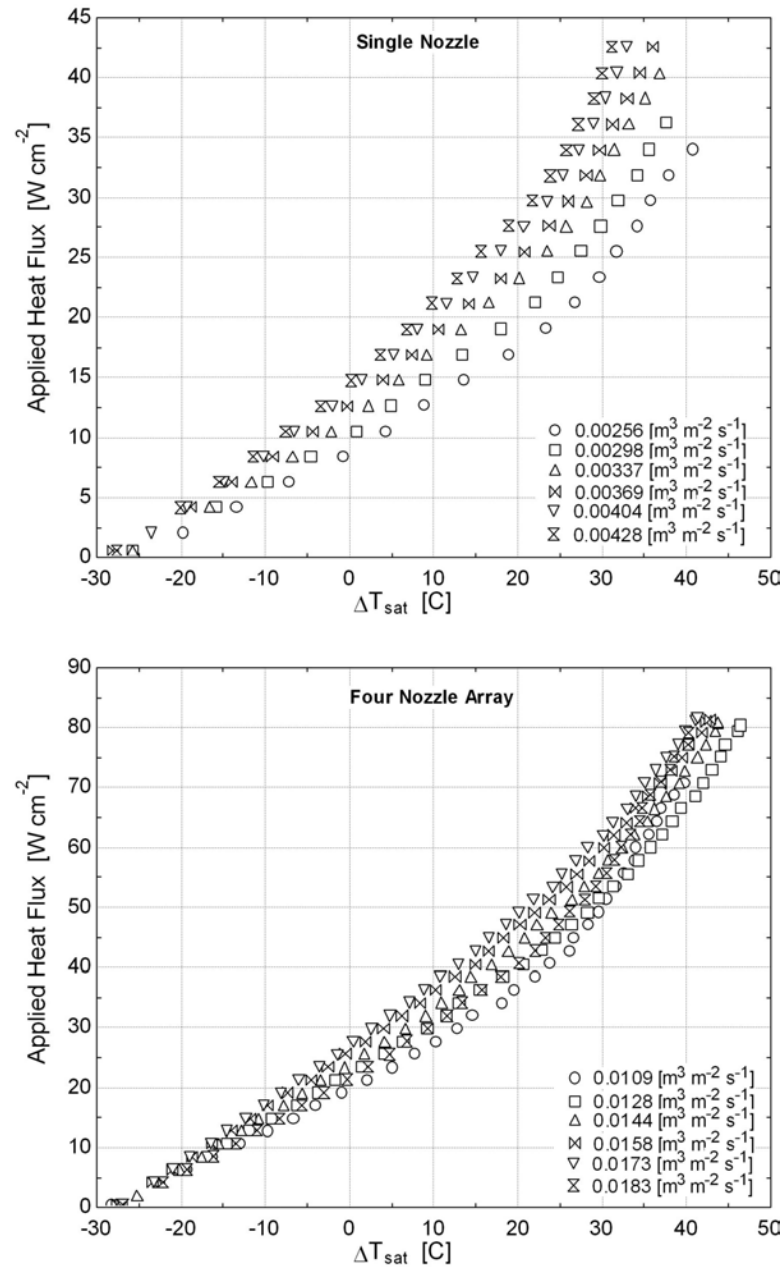 Single Nozzle
Applied Heat Flux [W cm-2]
45
40
35
30
25
20
15
10
5
0
0.00256 [m3 m-2 s-1]
0.00298 [m3 m-2 s-1]
0.00337 [m3 m-2 s-1]
0.00369 [m3 m-2 s-1]
0.00404 [m3 m-2 s-1]
0.00428 [m3 m-2 s-1]
-30 -20 -10 0 10 20 30 40 50
ΔTsat [C]
Four Nozzle Array
Applied Heat Flux [W cm-2]
90
80
70
60
50
40
30
20
10
0
0.0109 [m3 m-2 s-1]
0.0128 [m3 m-2 s-1]
0.0144 [m3 m-2 s-1]
0.0158 [m3 m-2 s-1]
0.0173 [m3 m-2 s-1]
0.0183 [m3 m-2 s-1]
-30 -20 -10 0 10 20 30 40 50
ΔTsat [C]